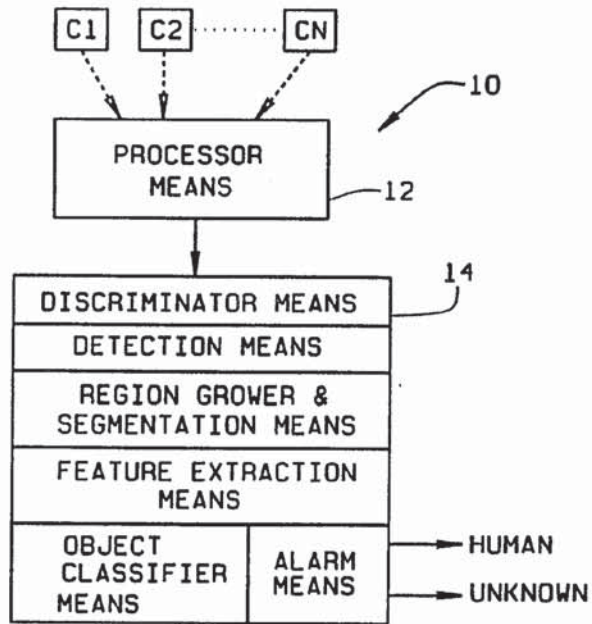 C1 C2 CN
10
PROCESSOR
MEANS
12
14
DISCRIMINATOR MEANS
DETECTION MEANS
REGION GROWER &
SEGMENTATION MEANS
FEATURE EXTRACTION
MEANS
OBJECT
CLASSIFIER
MEANS
ALARM
MEANS
HUMAN
UNKNOWN